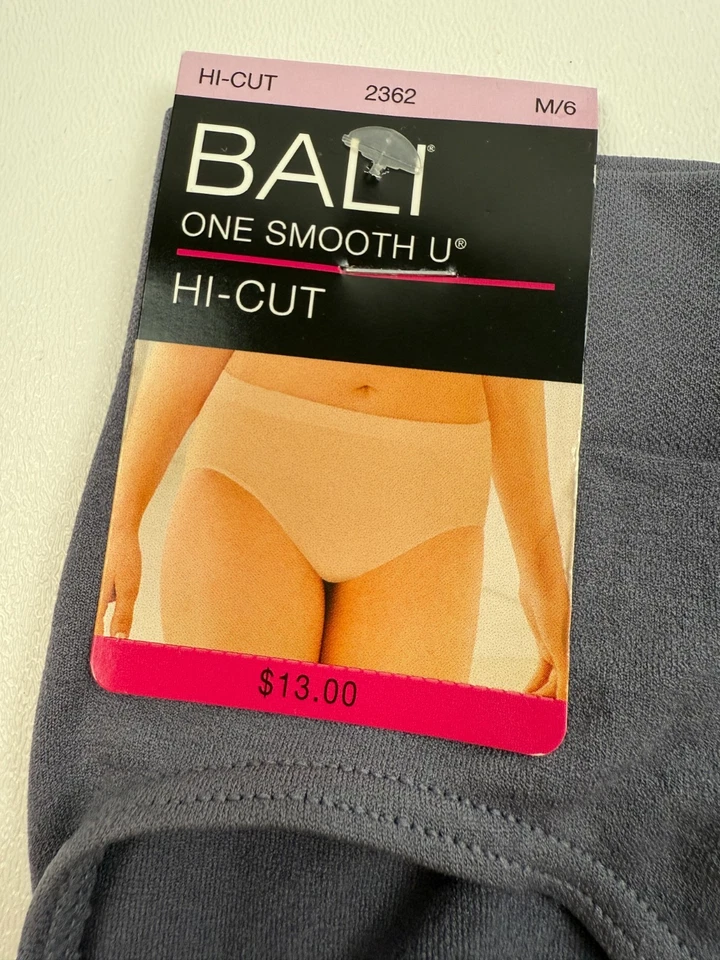 HI-CUT 2362 M/6
BALI®
ONE SMOOTH U®
HI-CUT
$13.00